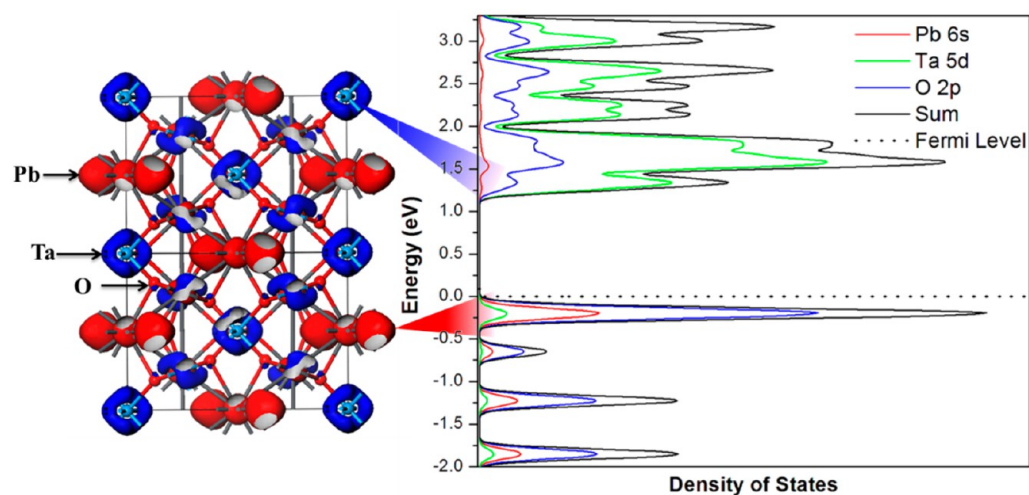 Pb
Ta
O
Energy (eV)
3.0
2.5
2.0
1.5
1.0
0.5
0.0
-0.5
-1.0
-1.5
-2.0
Pb 6s
Ta 5d
O 2p
Sum
Fermi Level
Density of States